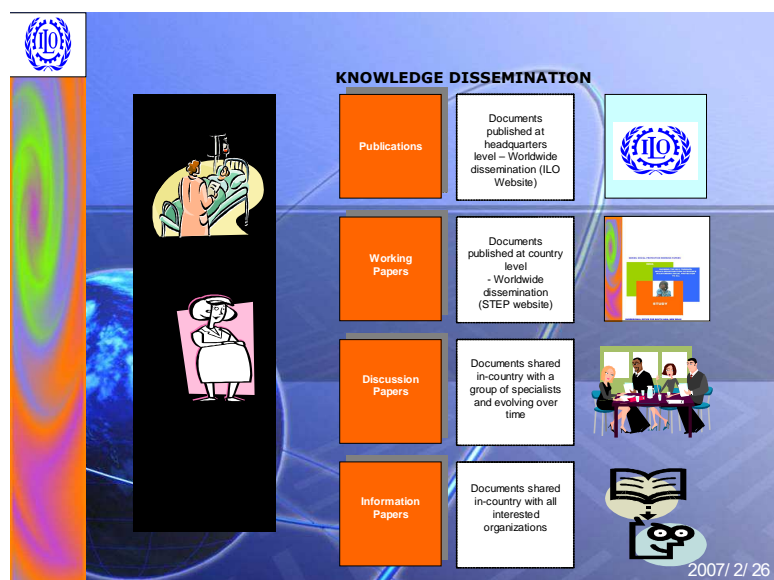 ILO
KNOWLEDGE DISSEMINATION
Publications
Documents
published at
headquarters
level – Worldwide
dissemination (ILO
Website)
ILO
Working
Papers
Documents
published at country
level
- Worldwide
dissemination
(STEP website)
STUDY
Discussion
Papers
Documents shared
in-country with a
group of specialists
and evolving over
time
Information
Papers
Documents shared
in-country with all
interested
organizations
2007/ 2/ 26